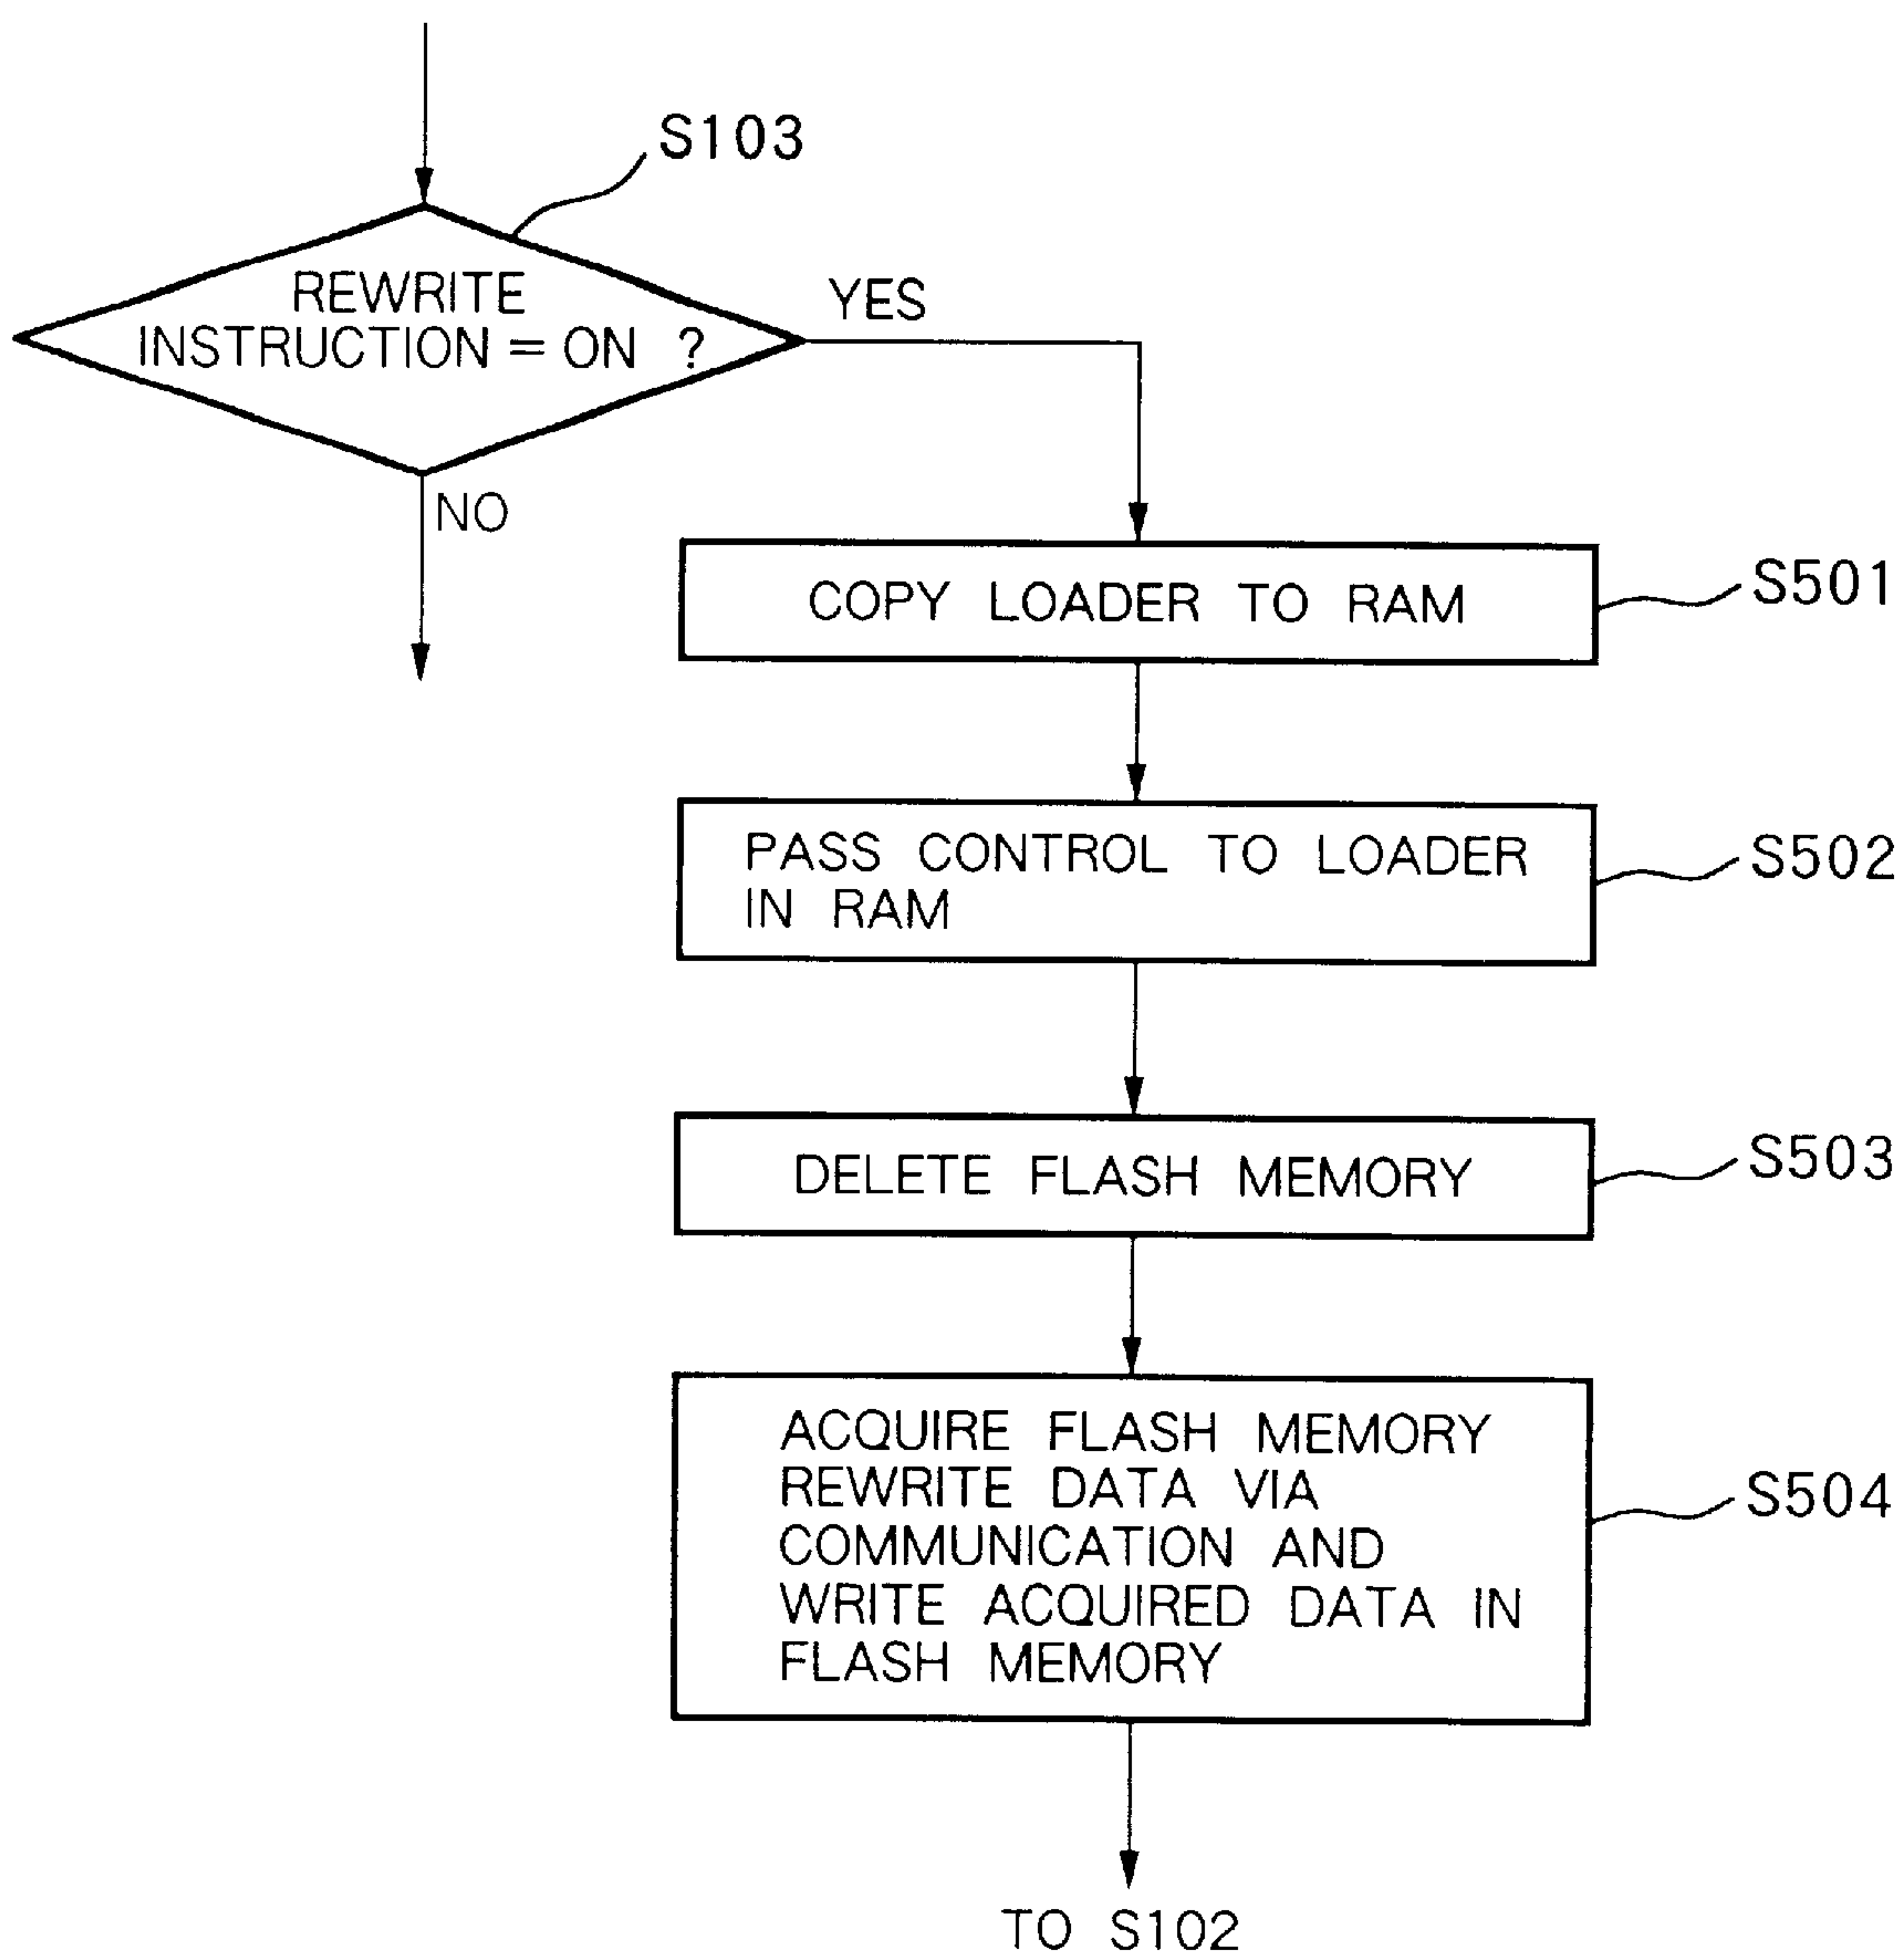 S103
REWRITE
INSTRUCTION = ON ?
YES
NO
COPY LOADER TO RAM
S501
PASS CONTROL TO LOADER
IN RAM
S502
DELETE FLASH MEMORY
S503
ACQUIRE FLASH MEMORY
REWRITE DATA VIA
COMMUNICATION AND
WRITE ACQUIRED DATA IN
FLASH MEMORY
S504
TO S102